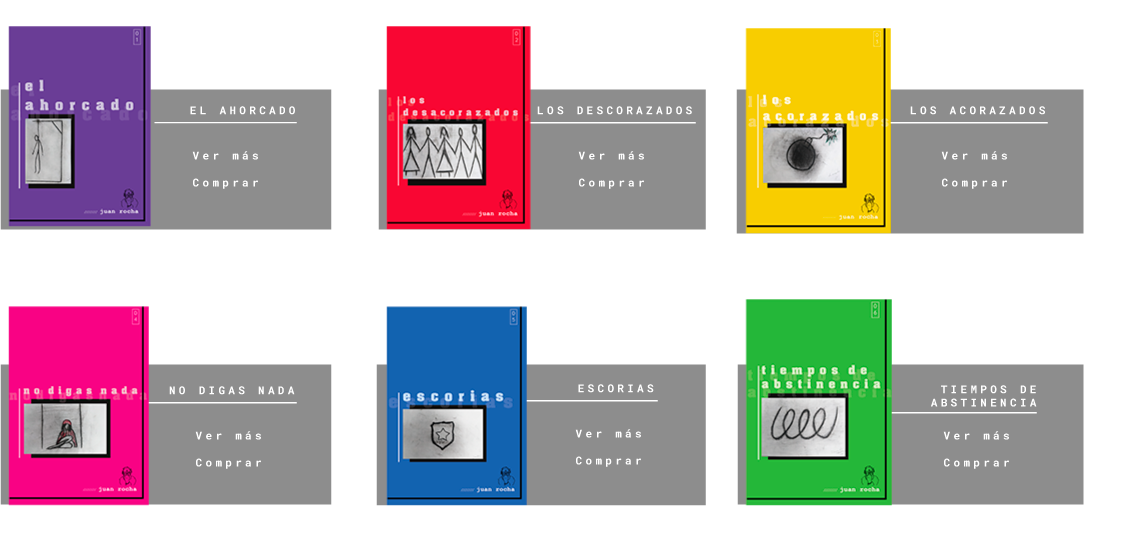 01
el
ahorcado
juan rocha
EL AHORCADO
Ver más
Comprar
02
los
desacorazados
juan rocha
LOS DESCORAZADOS
Ver más
Comprar
los
acorazados
juan rocha
LOS ACORAZADOS
Ver más
Comprar
04
no digas nada
juan rocha
NO DIGAS NADA
Ver más
Comprar
05
escorias
juan rocha
ESCORIAS
Ver más
Comprar
06
tiempos de
abstinencia
juan rocha
TIEMPOS DE
ABSTINENCIA
Ver más
Comprar